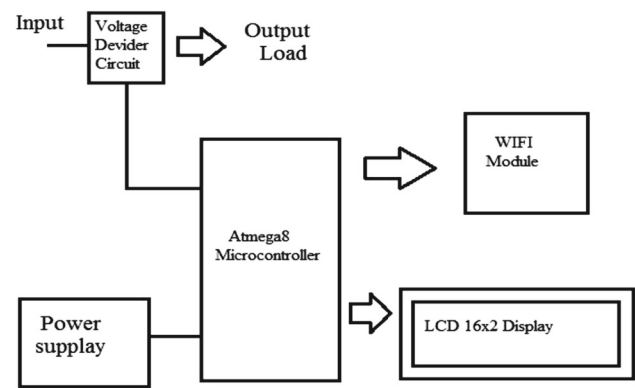 Input
Voltage
Devider
Circuit
Output
Load
WIFI
Module
Atmega8
Microcontroller
Power
supplay
LCD 16x2 Display